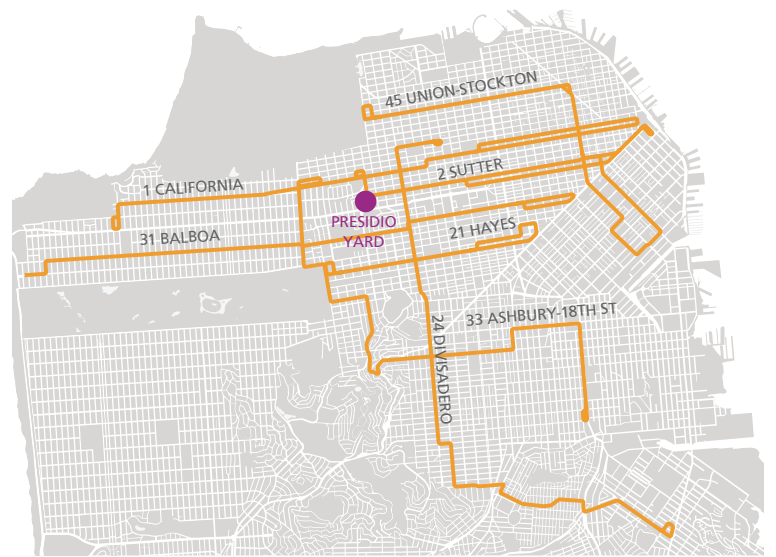 45 UNION-STOCKTON
2 SUTTER
1 CALIFORNIA
PRESIDIO
YARD
31 BALBOA
21 HAYES
33 ASHBURY-18TH ST
24 DIVISADERO